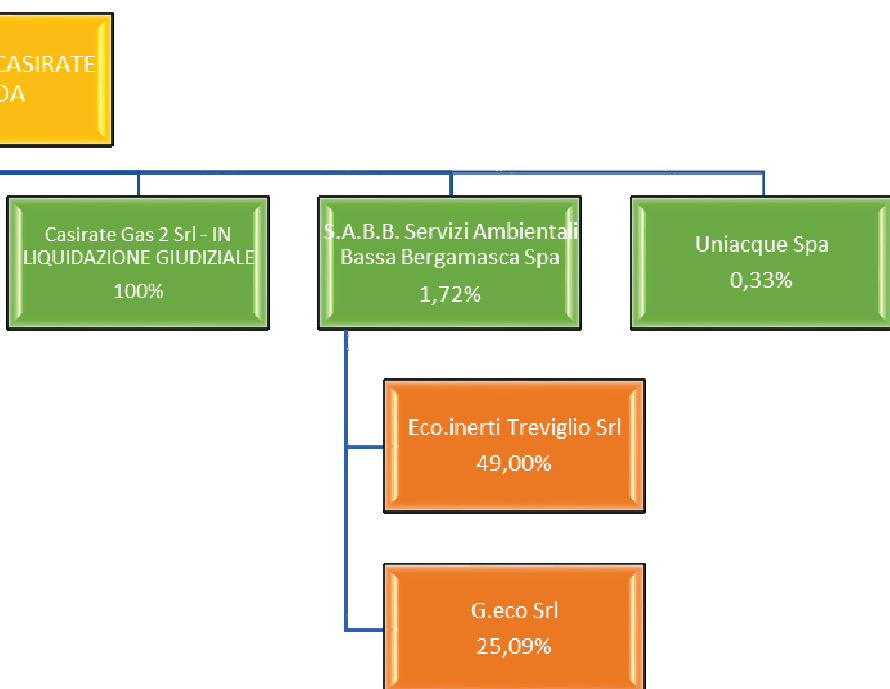 CASIRATE
DA
Casirate Gas 2 Srl - IN
LIQUIDAZIONE GIUDIZIALE
100%
S.A.B.B. Servizi Ambientali
Bassa Bergamasca Spa
1,72%
Uniacque Spa
0,33%
Eco.inerti Treviglio Srl
49,00%
G.eco Srl
25,09%